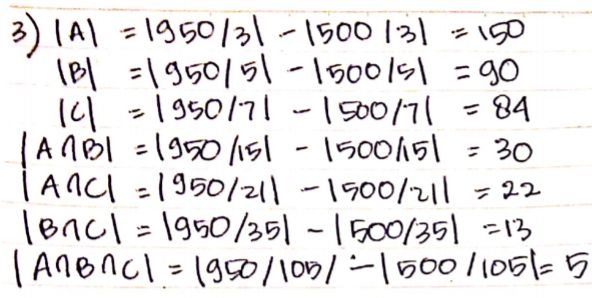 3) |A| = |950/3| - |500/3| = 150
|B| = |950/5| - |500/5| = 90
|C| = |950/7| - |500/7| = 84
|A∩B| = |950/15| - |500/15| = 30
|A∩C| = |950/21| - |500/21| = 22
|B∩C| = |950/35| - |500/35| = 13
|A∩B∩C| = |950/105| - |500/105| = 5